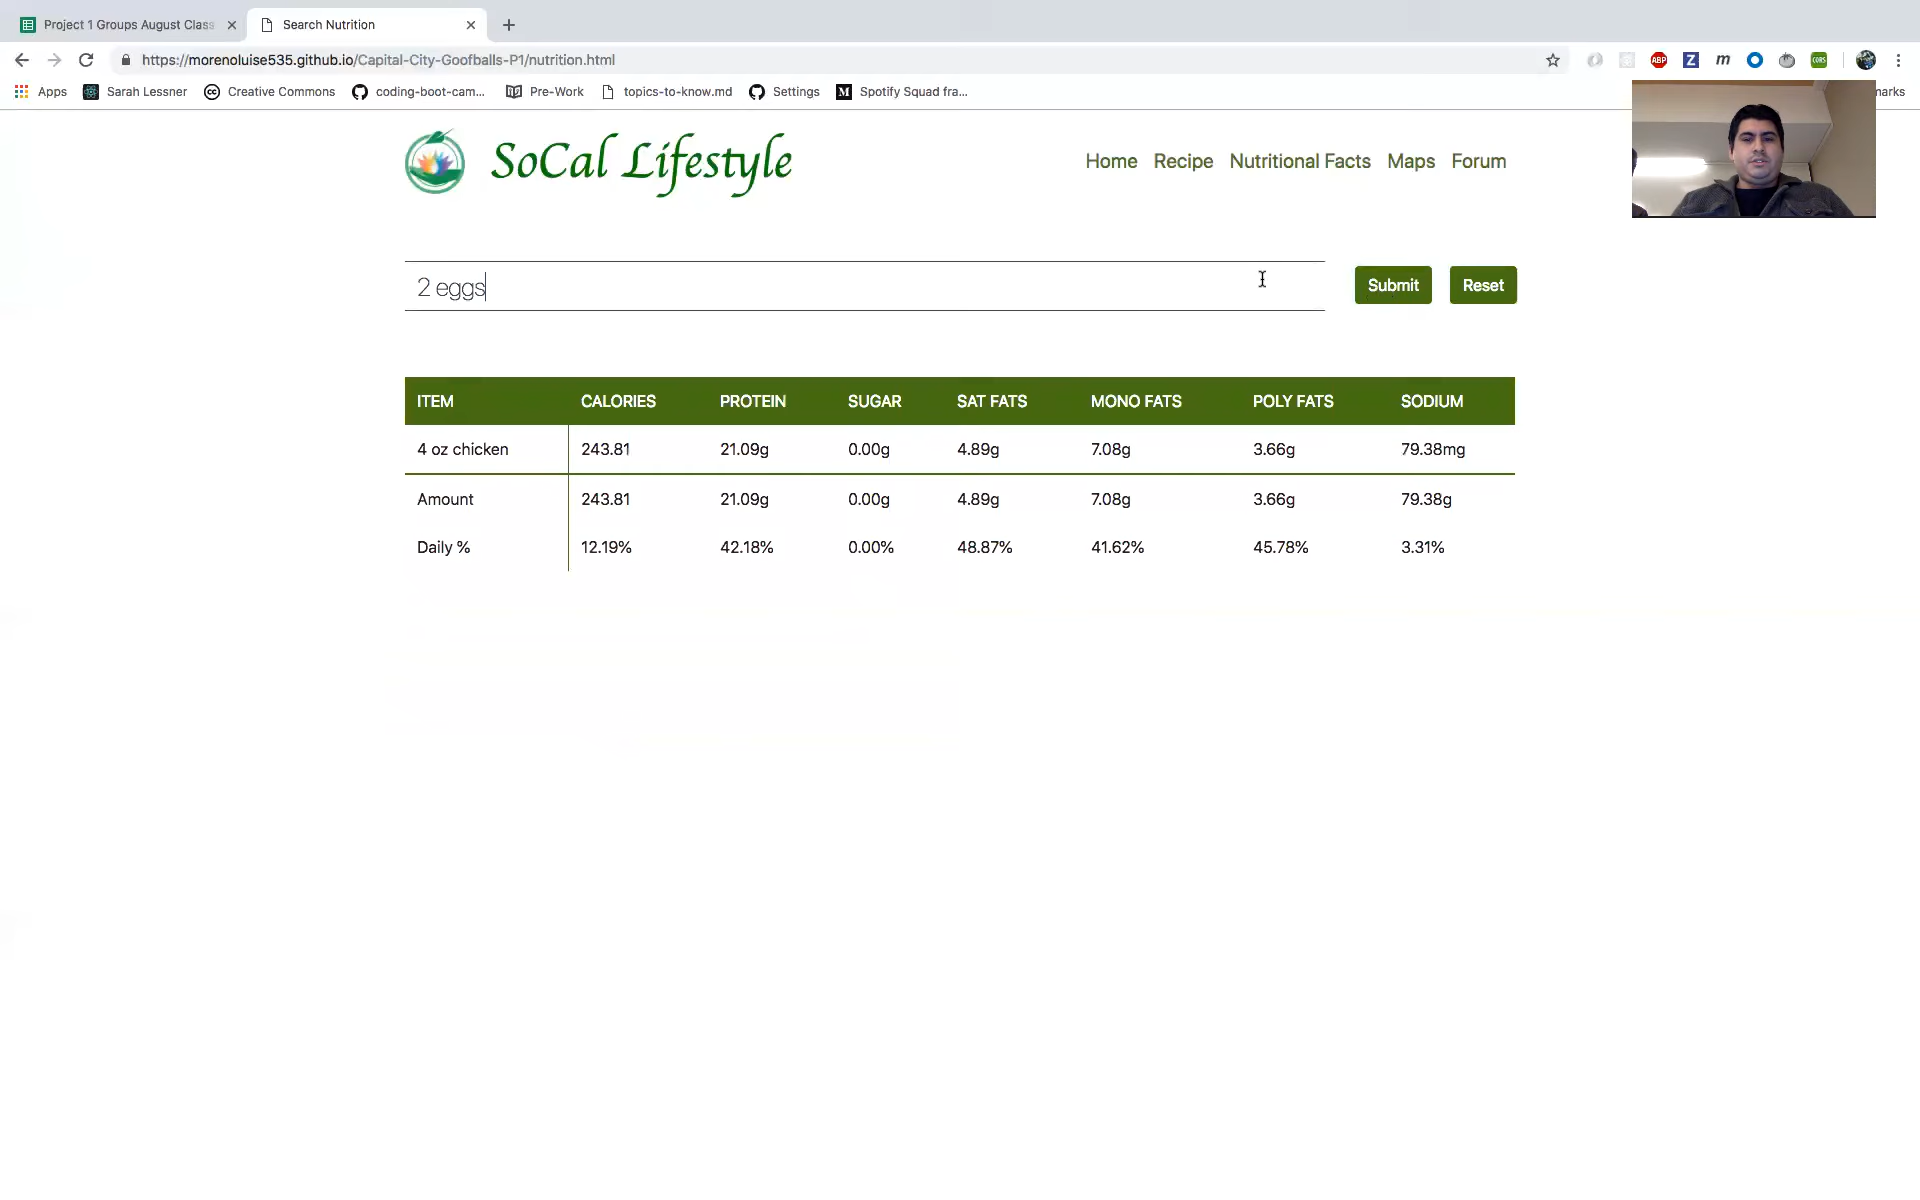 Project 1 Groups August Class
Search Nutrition
https://morenoluise535.github.io/Capital-City-Goofballs-P1/nutrition.html
ABP Z m CORS
Apps Sarah Lessner Creative Commons coding-boot-cam... Pre-Work topics-to-know.md Settings M Spotify Squad fra... marks
SoCal Lifestyle
Home Recipe Nutritional Facts Maps Forum
2 eggs
Submit Reset
ITEM CALORIES PROTEIN SUGAR SAT FATS MONO FATS POLY FATS SODIUM
4 oz chicken 243.81 21.09g 0.00g 4.89g 7.08g 3.66g 79.38mg
Amount 243.81 21.09g 0.00g 4.89g 7.08g 3.66g 79.38g
Daily % 12.19% 42.18% 0.00% 48.87% 41.62% 45.78% 3.31%